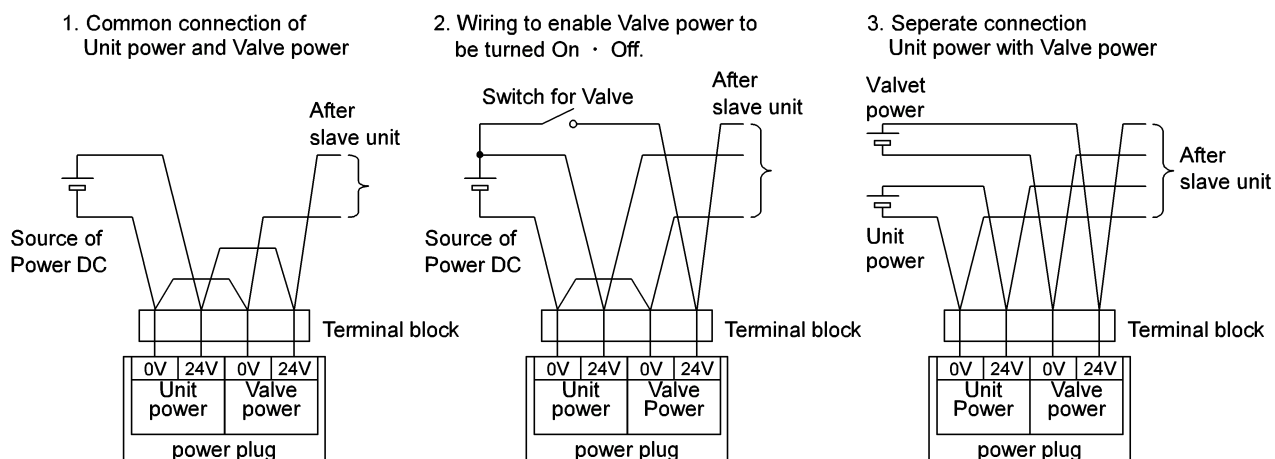 1. Common connection of
Unit power and Valve power
After
slave unit
Source of
Power DC
Terminal block
0V 24V 0V 24V
Unit
power
Valve
power
power plug
2. Wiring to enable Valve power to
be turned On · Off.
Switch for Valve
After
slave unit
Source of
Power DC
Terminal block
0V 24V 0V 24V
Unit
power
Valve
Power
power plug
3. Seperate connection
Unit power with Valve power
Valvet
power
After
slave unit
Unit
power
Terminal block
0V 24V 0V 24V
Unit
Power
Valve
power
power plug